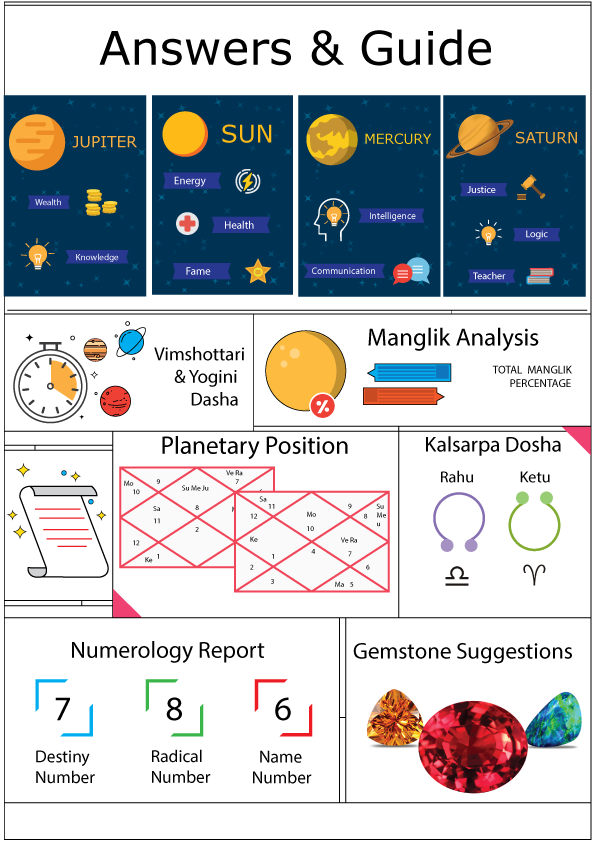 Answers & Guide
JUPITER
Wealth
Knowledge
SUN
Energy
Health
Fame
MERCURY
Intelligence
Communication
SATURN
Justice
Logic
Teacher
Vimshottari
& Yogini
Dasha
Manglik Analysis
TOTAL MANGLIK
PERCENTAGE
%
Planetary Position
Mo
10
9
Su Me Ju
Ve Ra
7
Sa
11
8
2
12
Ke 1
Sa
11
12
Mo
10
9
8
Su
Me
u
Ke
Ve Ra
7
1
4
2
6
3
Ma 5
Kalsarpa Dosha
Rahu
Ketu
♎
♈
Numerology Report
7
8
6
Destiny
Number
Radical
Number
Name
Number
Gemstone Suggestions